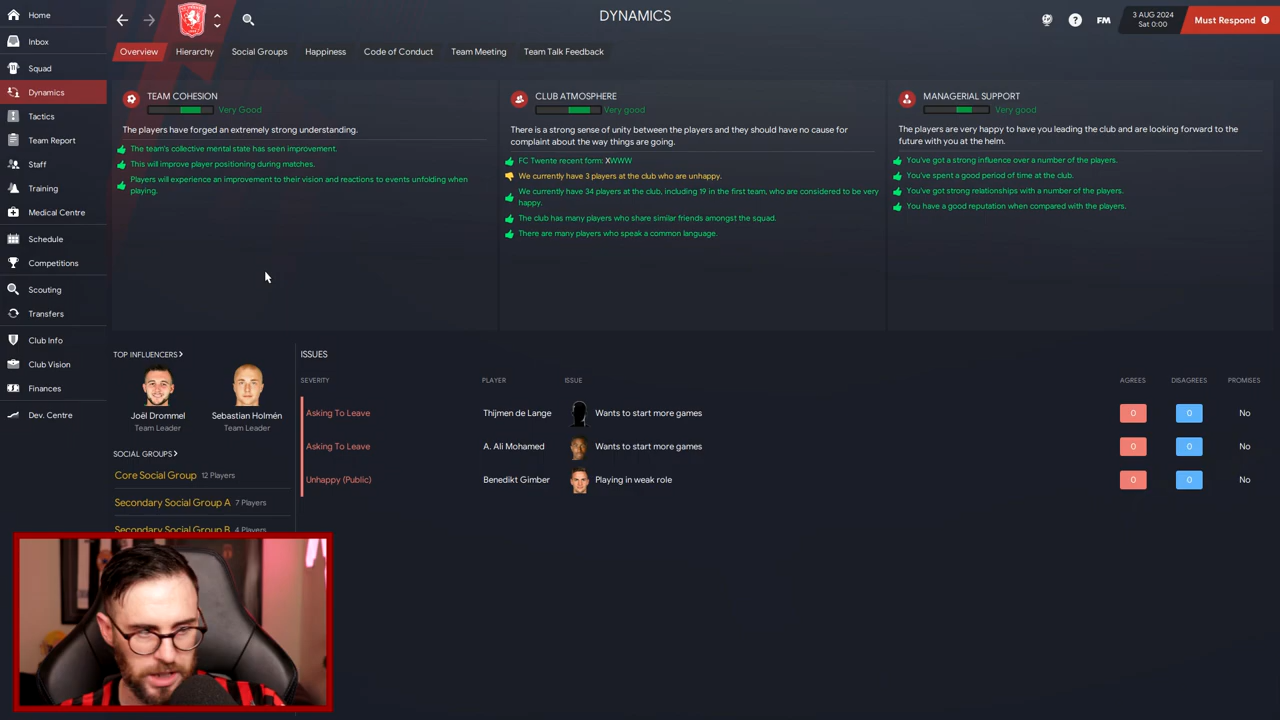 Home
Inbox
Squad
Dynamics
Tactics
Team Report
Staff
Training
Medical Centre
Schedule
Competitions
Scouting
Transfers
Club Info
Club Vision
Finances
Dev. Centre
DYNAMICS
FM
3 AUG 2024
Sat 0:00
Must Respond
Overview
Hierarchy
Social Groups
Happiness
Code of Conduct
Team Meeting
Team Talk Feedback
TEAM COHESION
Very Good
The players have forged an extremely strong understanding.
The team's collective mental state has seen improvement.
This will improve player positioning during matches.
Players will experience an improvement to their vision and reactions to events unfolding when
playing.
CLUB ATMOSPHERE
Very good
There is a strong sense of unity between the players and they should have no cause for
complaint about the way things are going.
FC Twente recent form: XWWW
We currently have 3 players at the club who are unhappy.
We currently have 34 players at the club, including 19 in the first team, who are considered to be very
happy.
The club has many players who share similar friends amongst the squad.
There are many players who speak a common language.
MANAGERIAL SUPPORT
Very good
The players are very happy to have you leading the club and are looking forward to the
future with you at the helm.
You've got a strong influence over a number of the players.
You've spent a good period of time at the club.
You've got strong relationships with a number of the players.
You have a good reputation when compared with the players.
TOP INFLUENCERS
Joël Drommel
Team Leader
Sebastian Holmén
Team Leader
SOCIAL GROUPS
Core Social Group 12 Players
Secondary Social Group A 7 Players
Secondary Social Group B 4 Players
ISSUES
SEVERITY PLAYER ISSUE AGREES DISAGREES PROMISES
Asking To Leave Thijmen de Lange Wants to start more games 0 0 No
Asking To Leave A. Ali Mohamed Wants to start more games 0 0 No
Unhappy (Public) Benedikt Gimber Playing in weak role 0 0 No